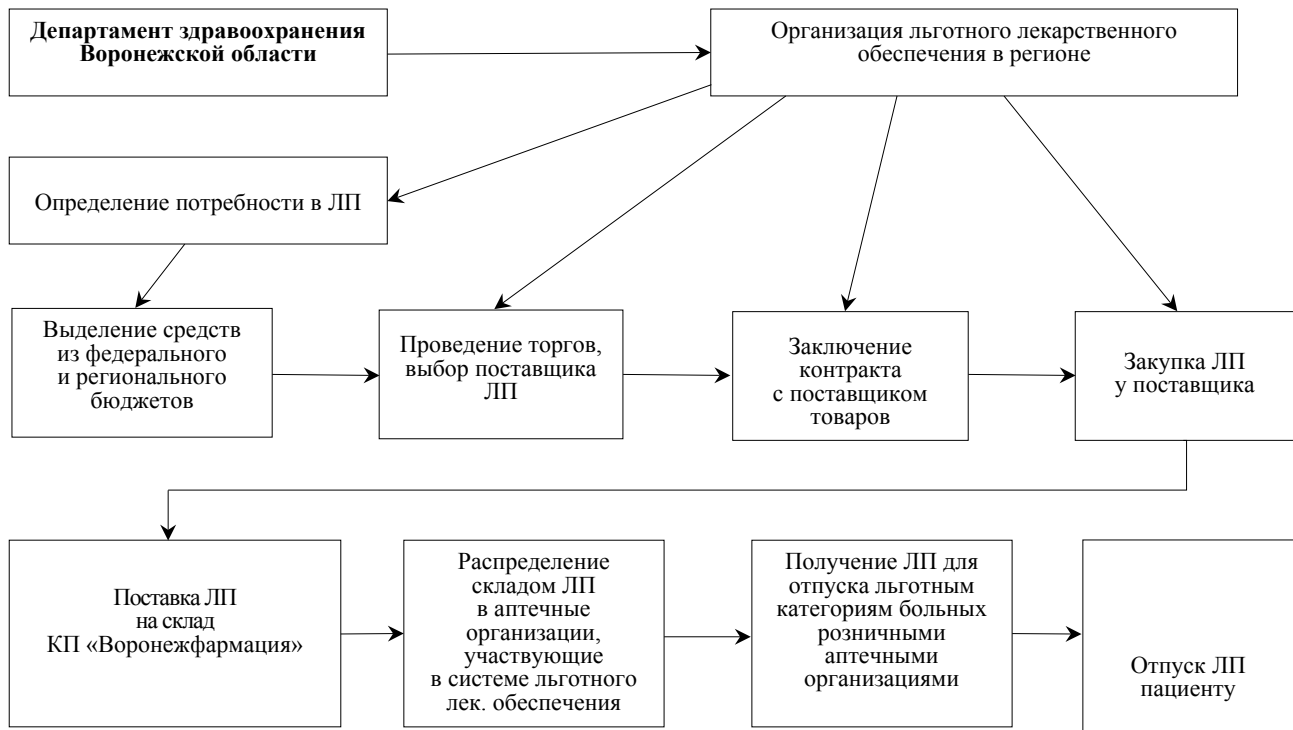 Департамент здравоохранения
Воронежской области
Организация льготного лекарственного
обеспечения в регионе
Определение потребности в ЛП
Выделение средств
из федерального
и регионального
бюджетов
Проведение торгов,
выбор поставщика
ЛП
Заключение
контракта
с поставщиком
товаров
Закупка ЛП
у поставщика
Поставка ЛП
на склад
КП «Воронежфармация»
Распределение
складом ЛП
в аптечные
организации,
участвующие
в системе льготного
лек. обеспечения
Получение ЛП для
отпуска льготным
категориям больных
розничными
аптечными
организациями
Отпуск ЛП
пациенту